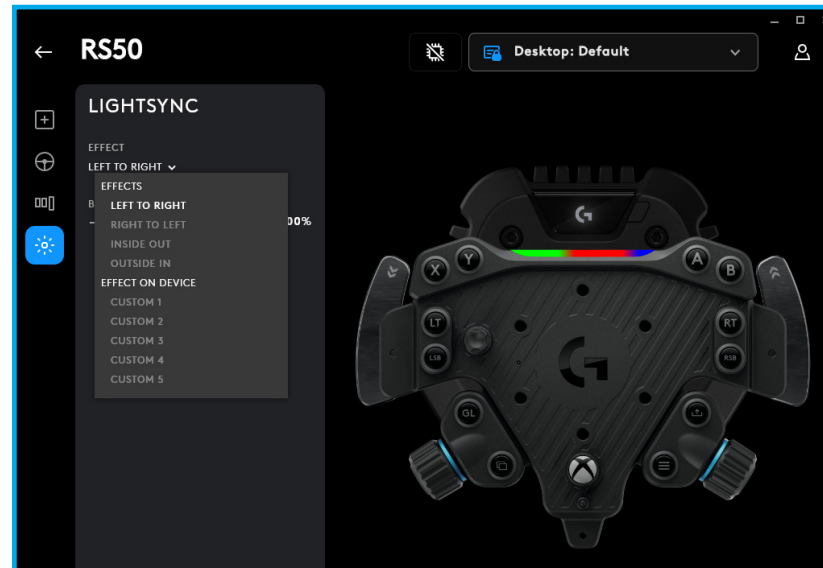 RS50
Desktop: Default
LIGHTSYNC
EFFECT
LEFT TO RIGHT
EFFECTS
LEFT TO RIGHT
RIGHT TO LEFT
INSIDE OUT
OUTSIDE IN
EFFECT ON DEVICE
CUSTOM 1
CUSTOM 2
CUSTOM 3
CUSTOM 4
CUSTOM 5
B
00%
G
X
Y
A
B
LT
RT
LSB
RSB
G
GL